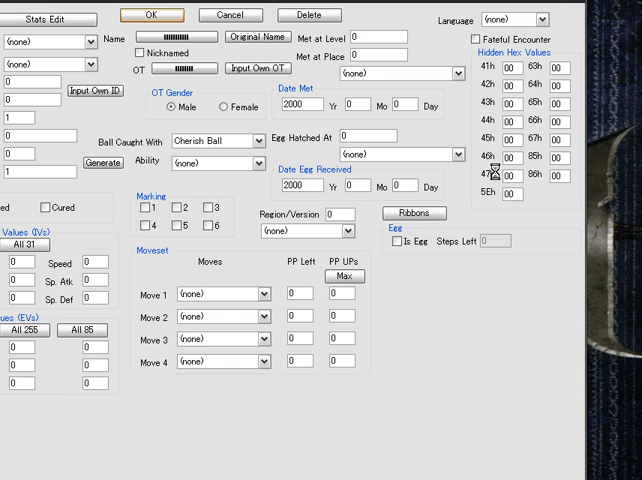 Stats Edit OK Cancel Delete Language (none)
(none) Name Original Name Met at Level 0 Fateful Encounter
Nicknamed Met at Place 0 Hidden Hex Values
(none) OT Input Own OT (none) 41h 00 63h 00
0 Input Own ID OT Gender Date Met 42h 00 64h 00
0 Male Female 2000 Yr 0 Mo 0 Day 43h 00 65h 00
1 44h 00 66h 00
0 Ball Caught With Cherish Ball Egg Hatched At 0 45h 00 67h 00
0 Ability (none) (none) 46h 00 85h 00
1 Generate Date Egg Received 47 00 86h 00
2000 Yr 0 Mo 0 Day 5Eh 00
ed Cured Marking
1 2 3 Region/Version 0 Ribbons
4 5 6 (none) Egg
Values (IVs) Is Egg Steps Left 0
All 31 Moveset
0 Speed 0 Moves PP Left PP UPs
0 Sp. Atk 0 Max
0 Sp. Def 0 Move 1 (none) 0 0
ues (EVs) Move 2 (none) 0 0
All 255 All 85
0 0 Move 3 (none) 0 0
0 0 Move 4 (none) 0 0
0 0